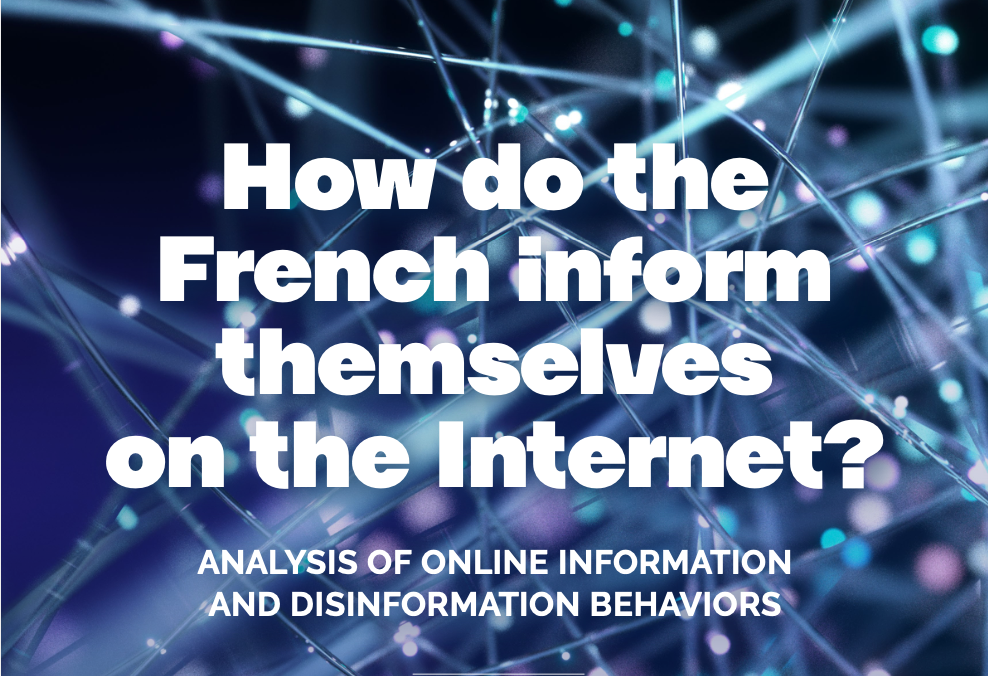 How do the
French inform
themselves
on the Internet?
ANALYSIS OF ONLINE INFORMATION
AND DISINFORMATION BEHAVIORS